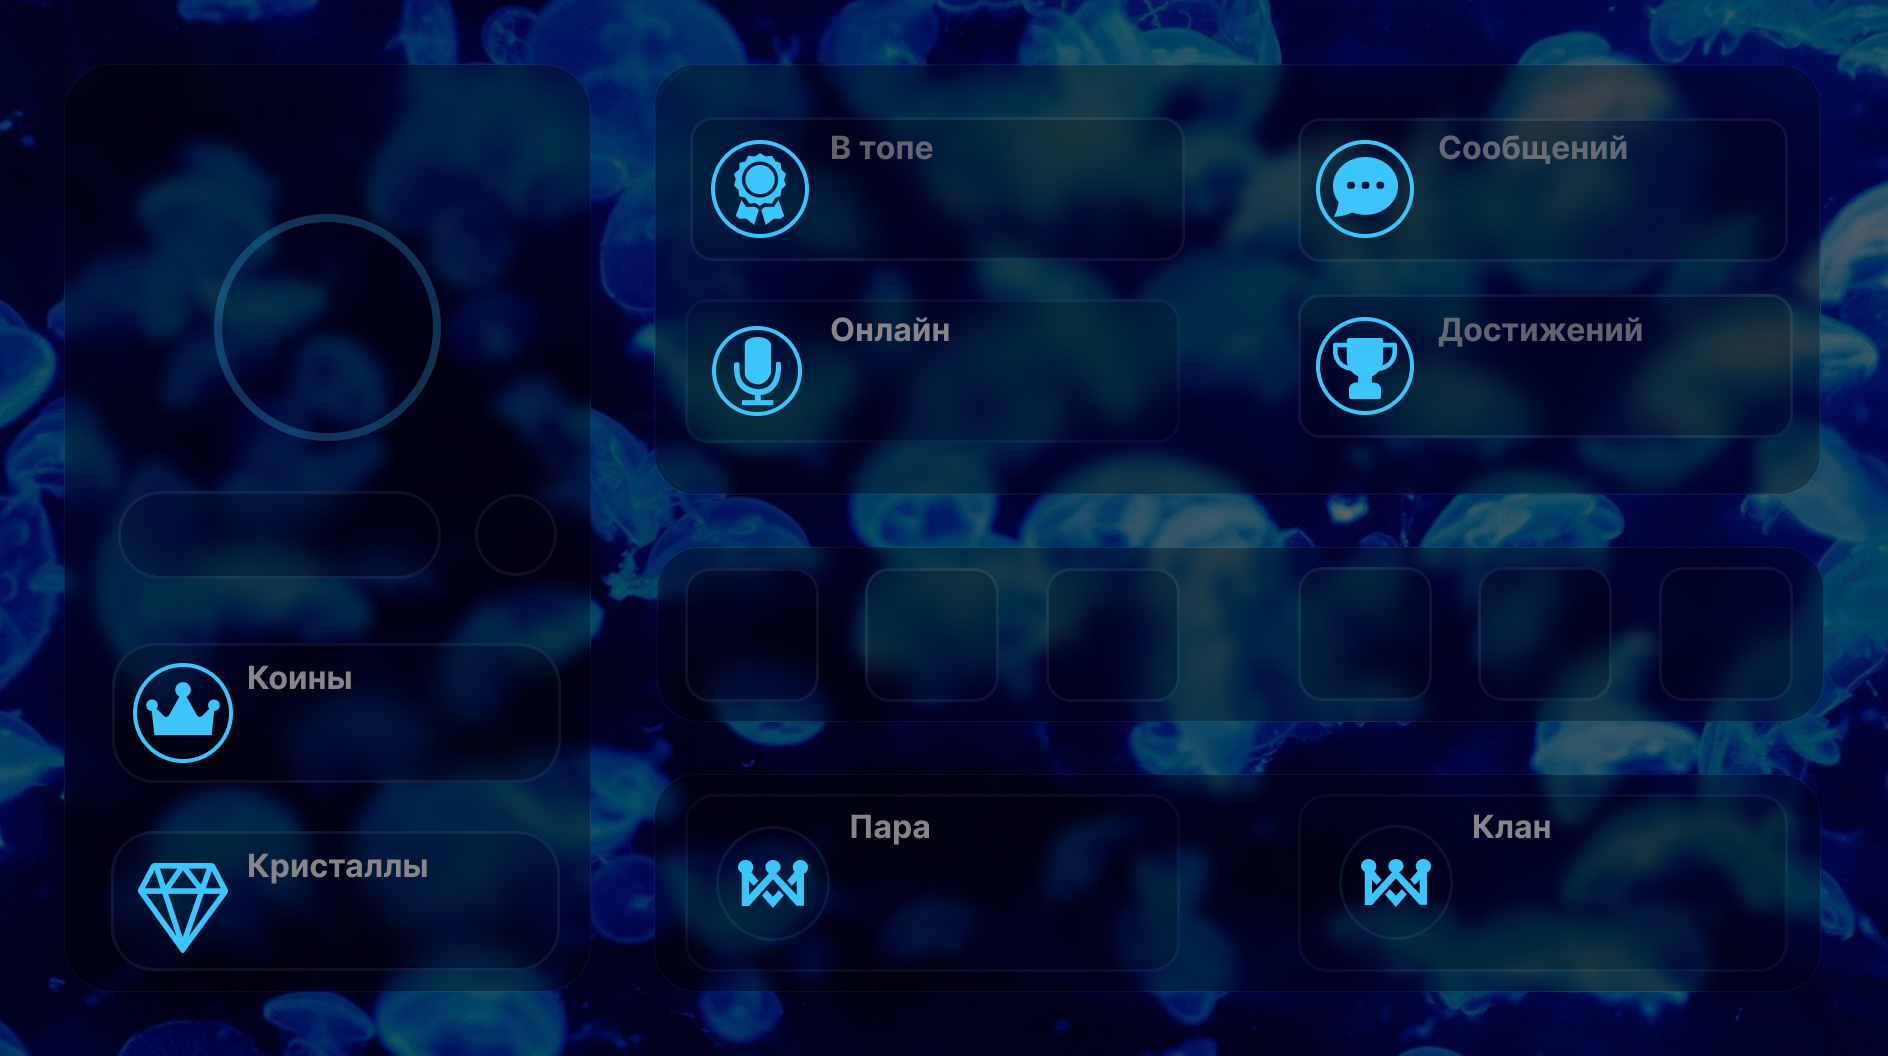 В топе
Сообщений
Онлайн
Достижений
Коины
Кристаллы
Пара
Клан